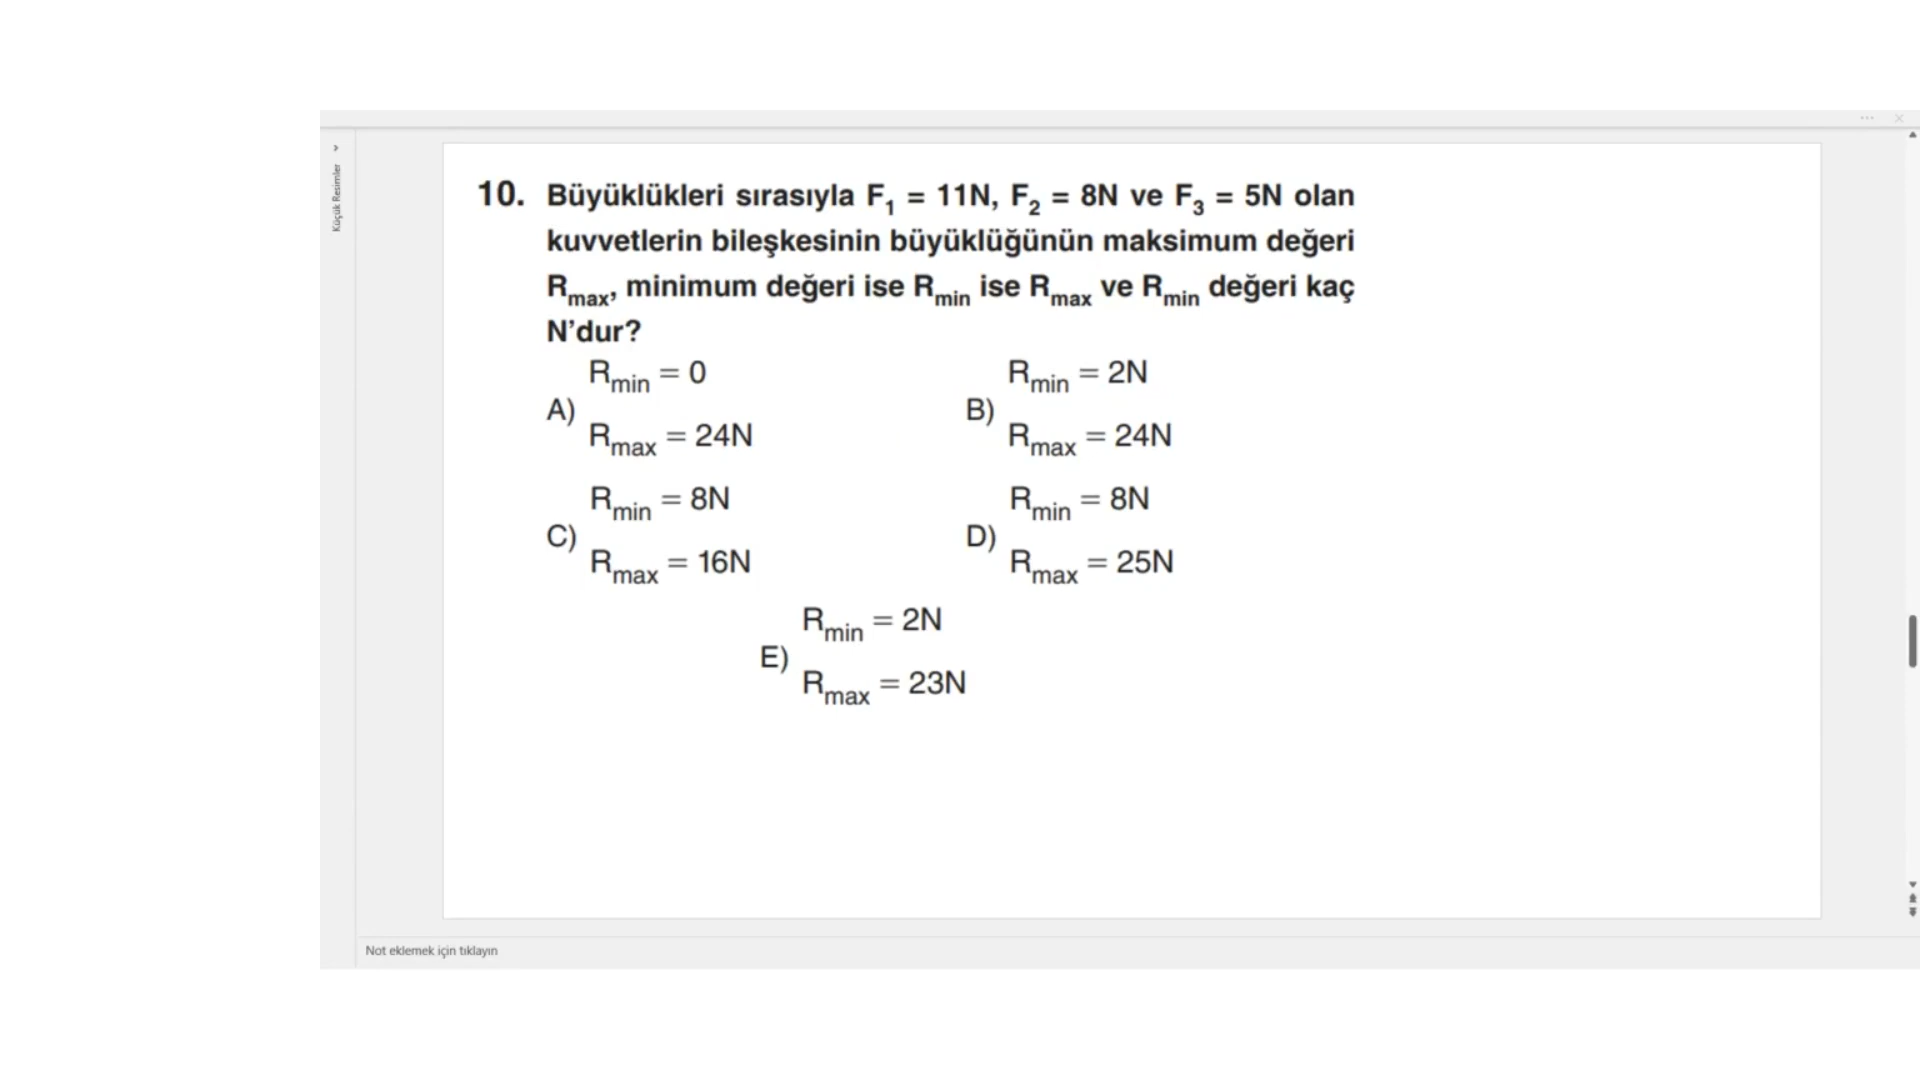 Küçük Resimler
10. Büyüklükleri sırasıyla F₁ = 11N, F₂ = 8N ve F₃ = 5N olan
kuvvetlerin bileşkesinin büyüklüğünün maksimum değeri
Rmax, minimum değeri ise Rmin ise Rmax ve Rmin değeri kaç
N'dur?
A) Rmin = 0
Rmax = 24N
B) Rmin = 2N
Rmax = 24N
C) Rmin = 8N
Rmax = 16N
D) Rmin = 8N
Rmax = 25N
E) Rmin = 2N
Rmax = 23N
Not eklemek için tıklayın